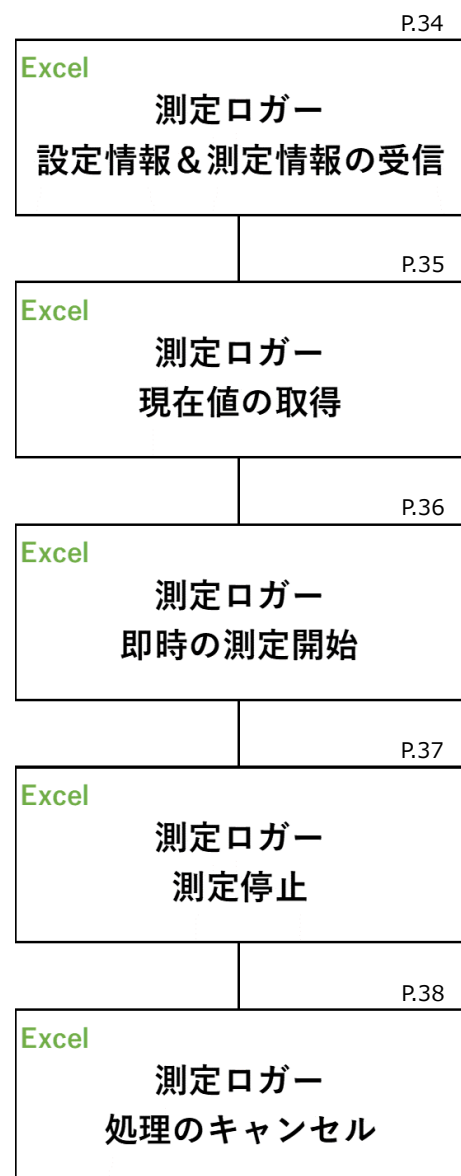 P.34
Excel
測定ロガー
設定情報＆測定情報の受信
P.35
Excel
測定ロガー
現在値の取得
P.36
Excel
測定ロガー
即時の測定開始
P.37
Excel
測定ロガー
測定停止
P.38
Excel
測定ロガー
処理のキャンセル